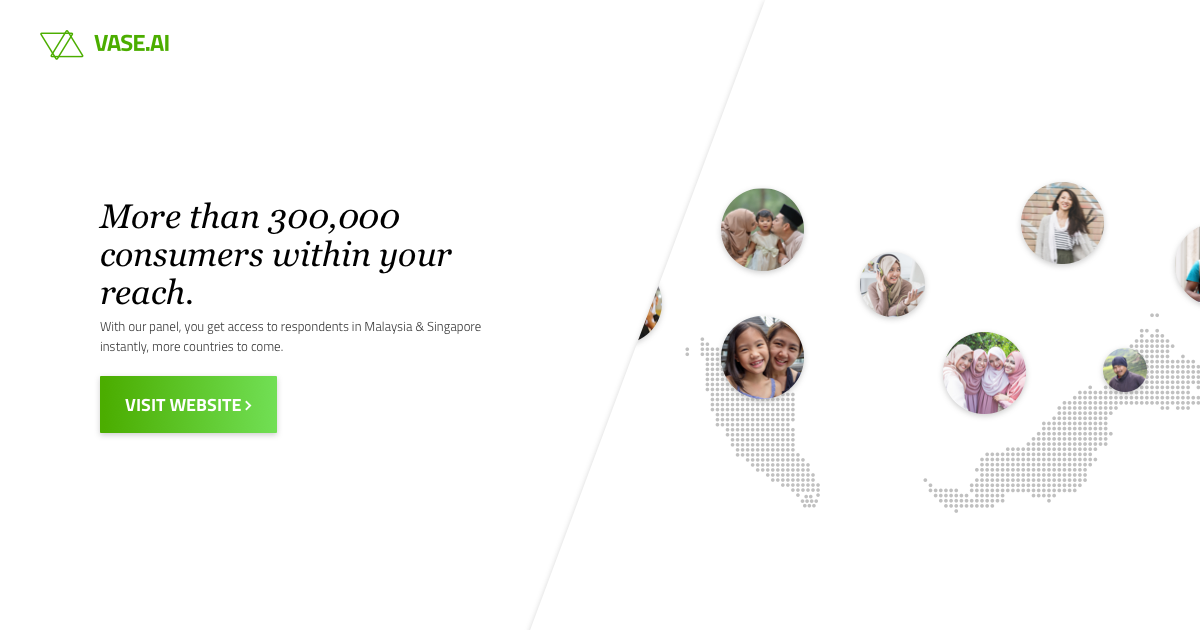 VASE.AI
More than 300,000
consumers within your
reach.
With our panel, you get access to respondents in Malaysia & Singapore
instantly, more countries to come.
VISIT WEBSITE >